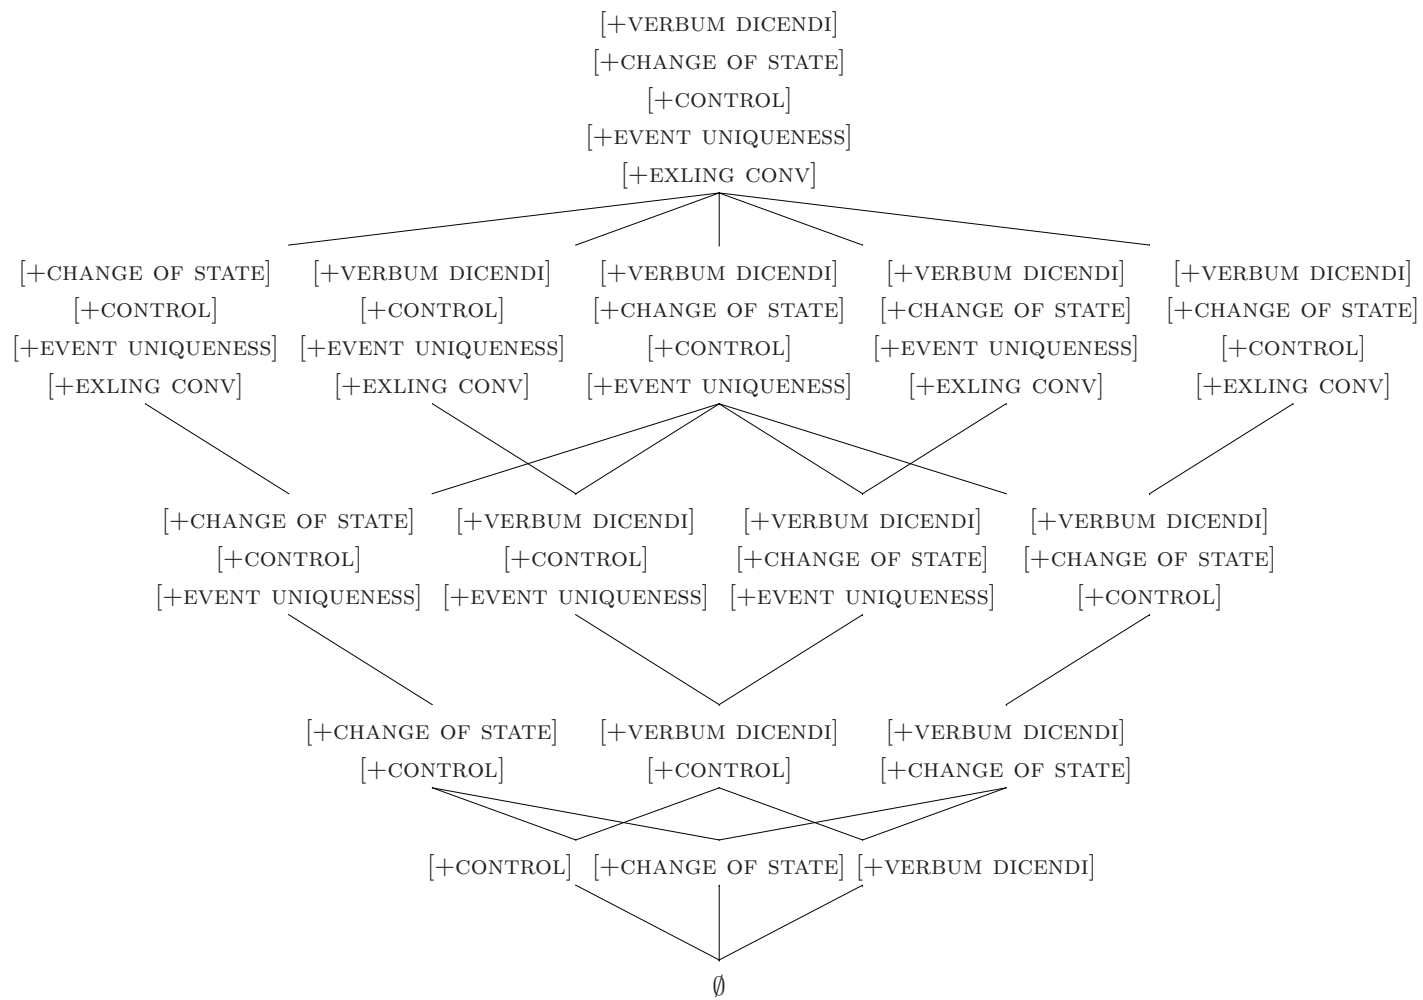 [+VERBUM DICENDI]
[+CHANGE OF STATE]
[+CONTROL]
[+EVENT UNIQUENESS]
[+EXLING CONV]
[+CHANGE OF STATE] [+VERBUM DICENDI] [+VERBUM DICENDI] [+VERBUM DICENDI] [+VERBUM DICENDI]
[+CONTROL] [+CONTROL] [+CHANGE OF STATE] [+CHANGE OF STATE] [+CHANGE OF STATE]
[+EVENT UNIQUENESS] [+EVENT UNIQUENESS] [+CONTROL] [+EVENT UNIQUENESS] [+CONTROL]
[+EXLING CONV] [+EXLING CONV] [+EVENT UNIQUENESS] [+EXLING CONV] [+EXLING CONV]
[+CHANGE OF STATE] [+VERBUM DICENDI] [+VERBUM DICENDI] [+VERBUM DICENDI]
[+CONTROL] [+CONTROL] [+CHANGE OF STATE] [+CHANGE OF STATE]
[+EVENT UNIQUENESS] [+EVENT UNIQUENESS] [+EVENT UNIQUENESS] [+CONTROL]
[+CHANGE OF STATE] [+VERBUM DICENDI] [+VERBUM DICENDI]
[+CONTROL] [+CONTROL] [+CHANGE OF STATE]
[+CONTROL] [+CHANGE OF STATE] [+VERBUM DICENDI]
∅